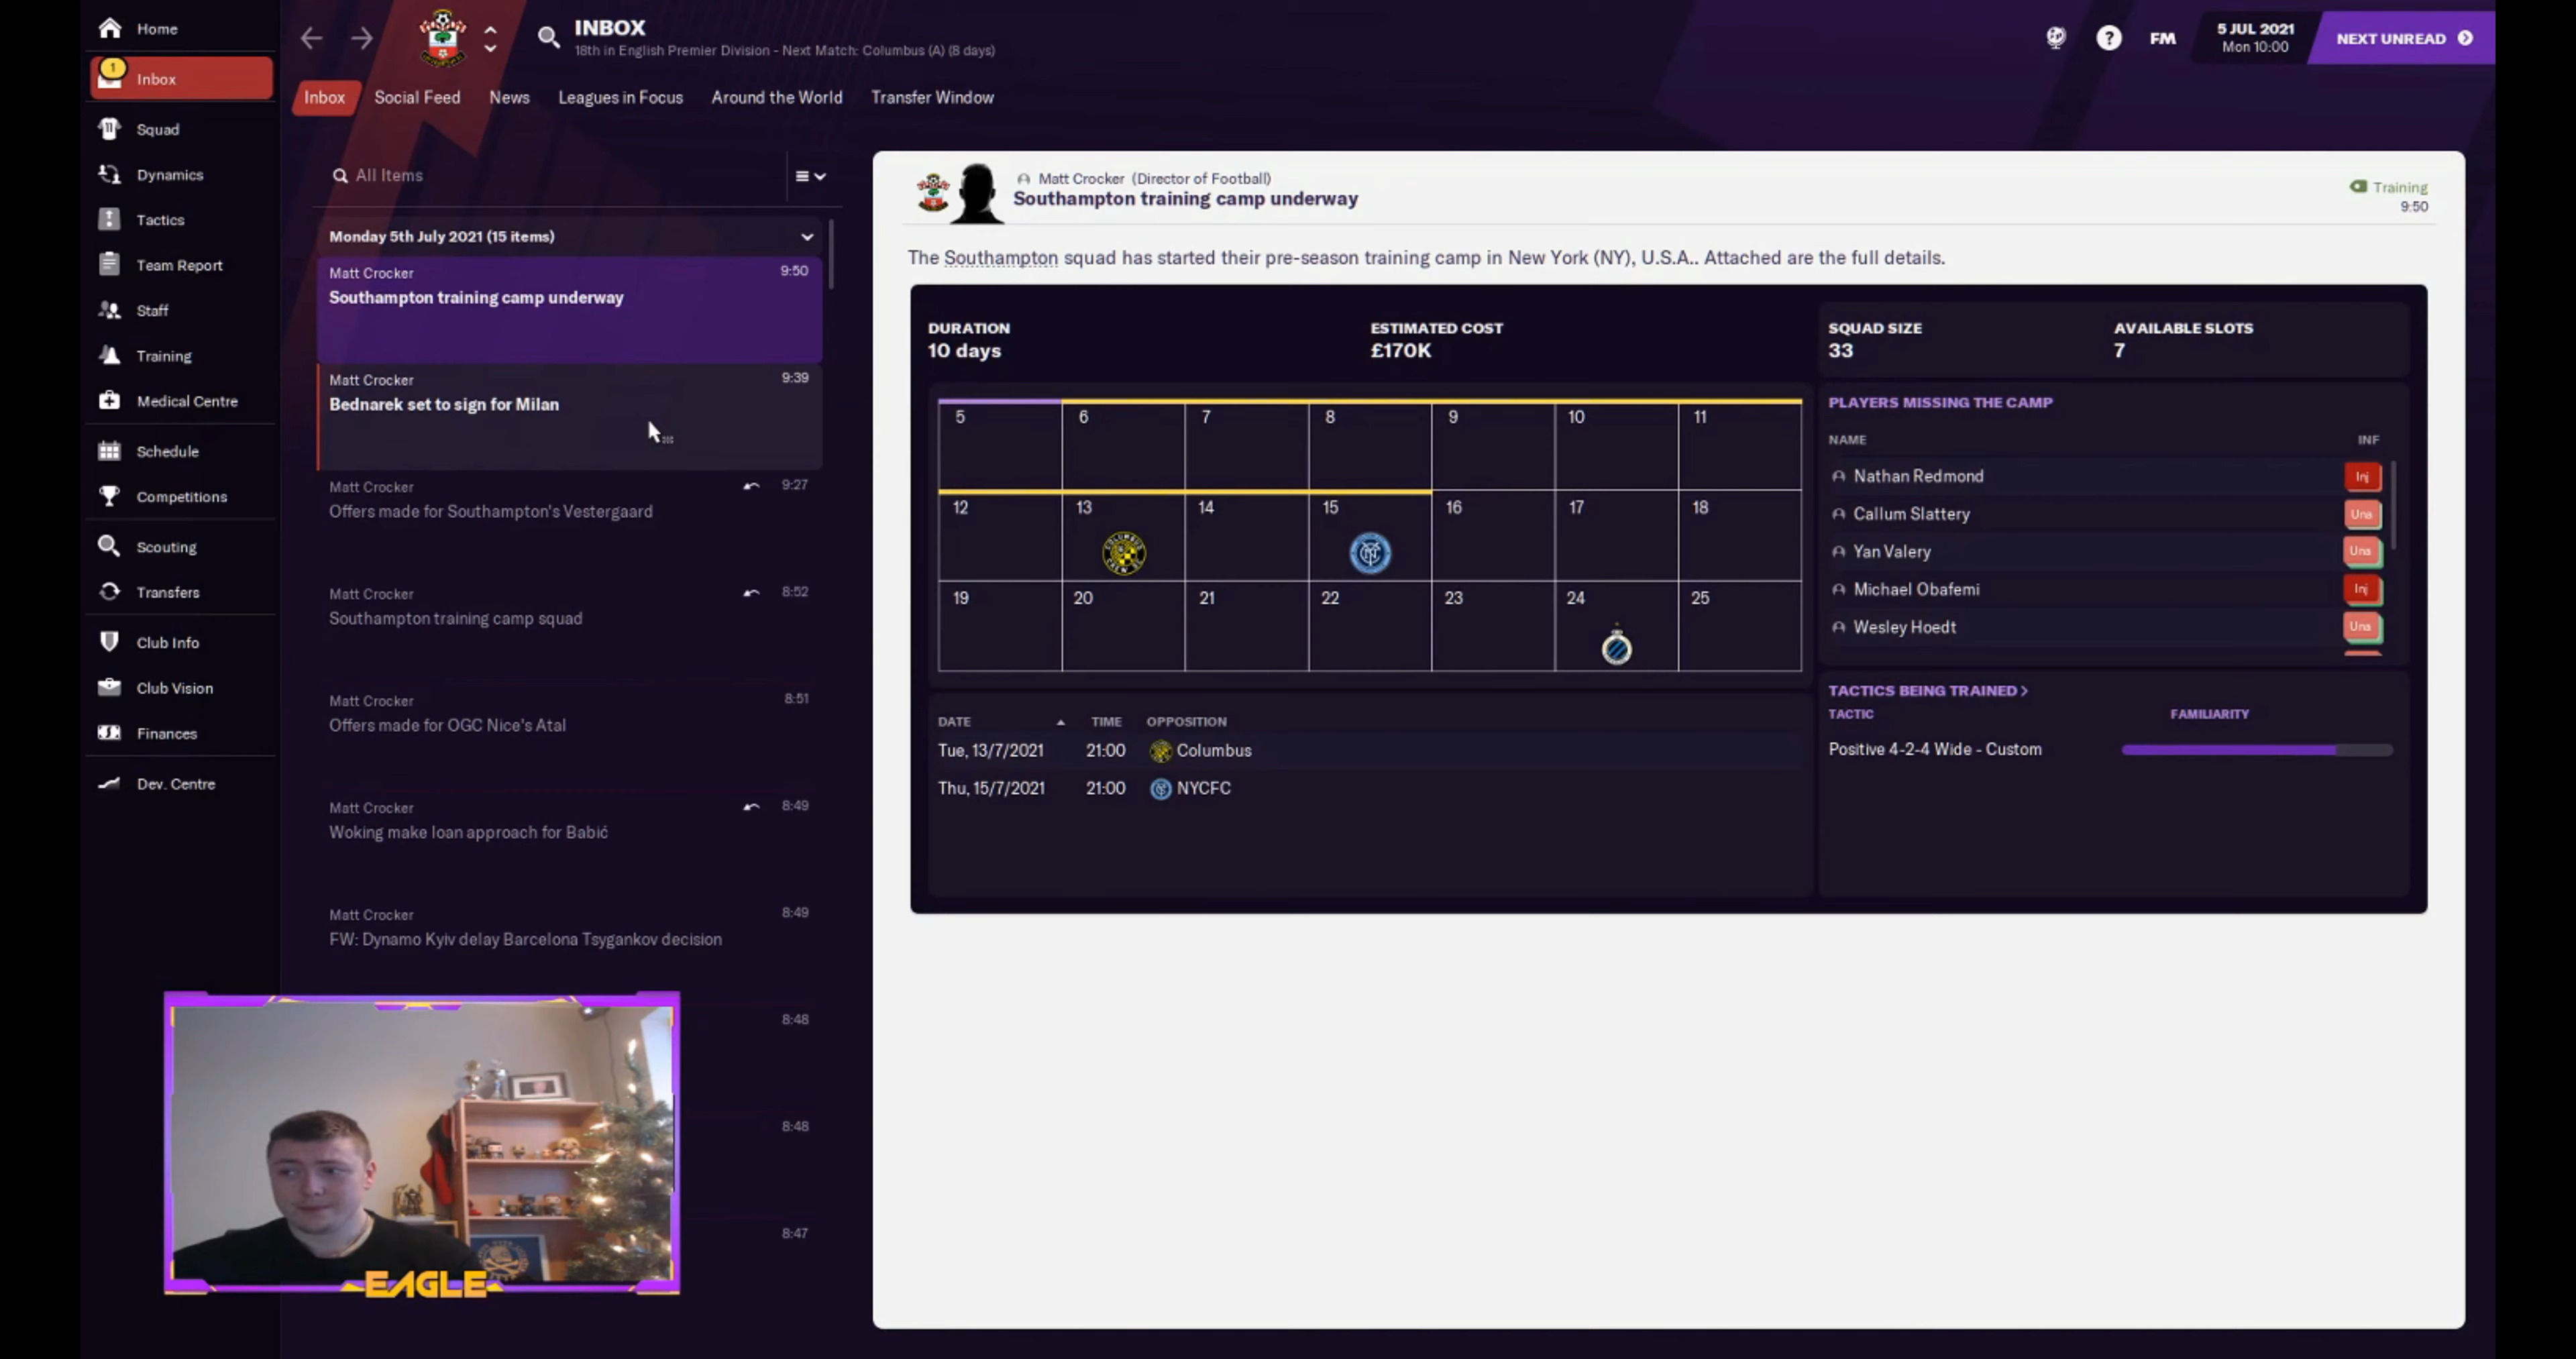 Home
1
Inbox
Squad
Dynamics
Tactics
Team Report
Staff
Training
Medical Centre
Schedule
Competitions
Scouting
Transfers
Club Info
Club Vision
Finances
Dev. Centre
INBOX
18th in English Premier Division - Next Match: Columbus (A) (8 days)
FM
5 JUL 2021
Mon 10:00
NEXT UNREAD
Inbox
Social Feed
News
Leagues in Focus
Around the World
Transfer Window
All Items
Monday 5th July 2021 (15 items)
Matt Crocker 9:50
Southampton training camp underway
Matt Crocker 9:39
Bednarek set to sign for Milan
Matt Crocker 9:27
Offers made for Southampton's Vestergaard
Matt Crocker 8:52
Southampton training camp squad
Matt Crocker 8:51
Offers made for OGC Nice's Atal
Matt Crocker 8:49
Woking make loan approach for Babić
Matt Crocker 8:49
FW: Dynamo Kyiv delay Barcelona Tsygankov decision
8:48
8:48
8:47
EAGLE
Matt Crocker (Director of Football)
Southampton training camp underway
Training
9:50
The Southampton squad has started their pre-season training camp in New York (NY), U.S.A.. Attached are the full details.
DURATION
10 days
ESTIMATED COST
£170K
SQUAD SIZE
33
AVAILABLE SLOTS
7
5 6 7 8 9 10 11
12 13 14 15 16 17 18
19 20 21 22 23 24 25
DATE TIME OPPOSITION
Tue, 13/7/2021 21:00 Columbus
Thu, 15/7/2021 21:00 NYCFC
PLAYERS MISSING THE CAMP
NAME INF
Nathan Redmond Inj
Callum Slattery Una
Yan Valery Una
Michael Obafemi Inj
Wesley Hoedt Una
TACTICS BEING TRAINED >
TACTIC FAMILIARITY
Positive 4-2-4 Wide - Custom